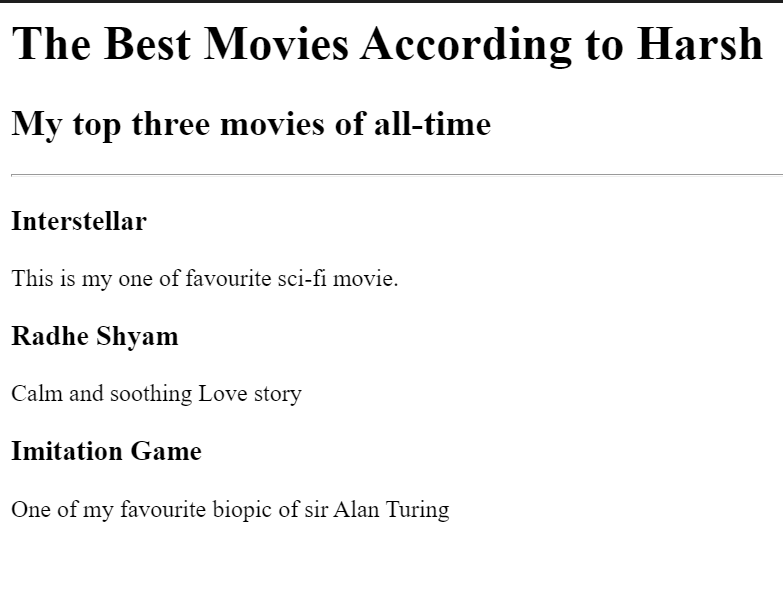 The Best Movies According to Harsh
My top three movies of all-time
Interstellar
This is my one of favourite sci-fi movie.
Radhe Shyam
Calm and soothing Love story
Imitation Game
One of my favourite biopic of sir Alan Turing